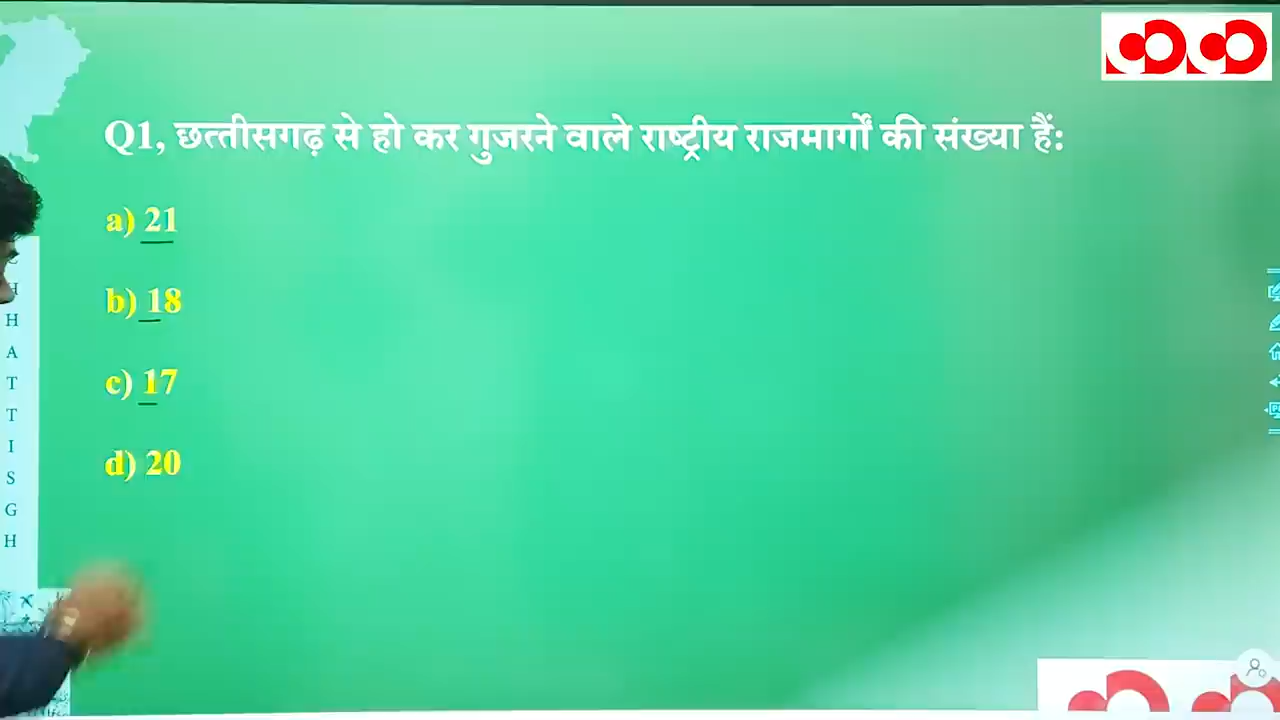 Q1, छत्तीसगढ़ से हो कर गुजरने वाले राष्ट्रीय राजमार्गों की संख्या हैं:
a) 21
b) 18
c) 17
d) 20
H
A
T
T
I
S
G
H